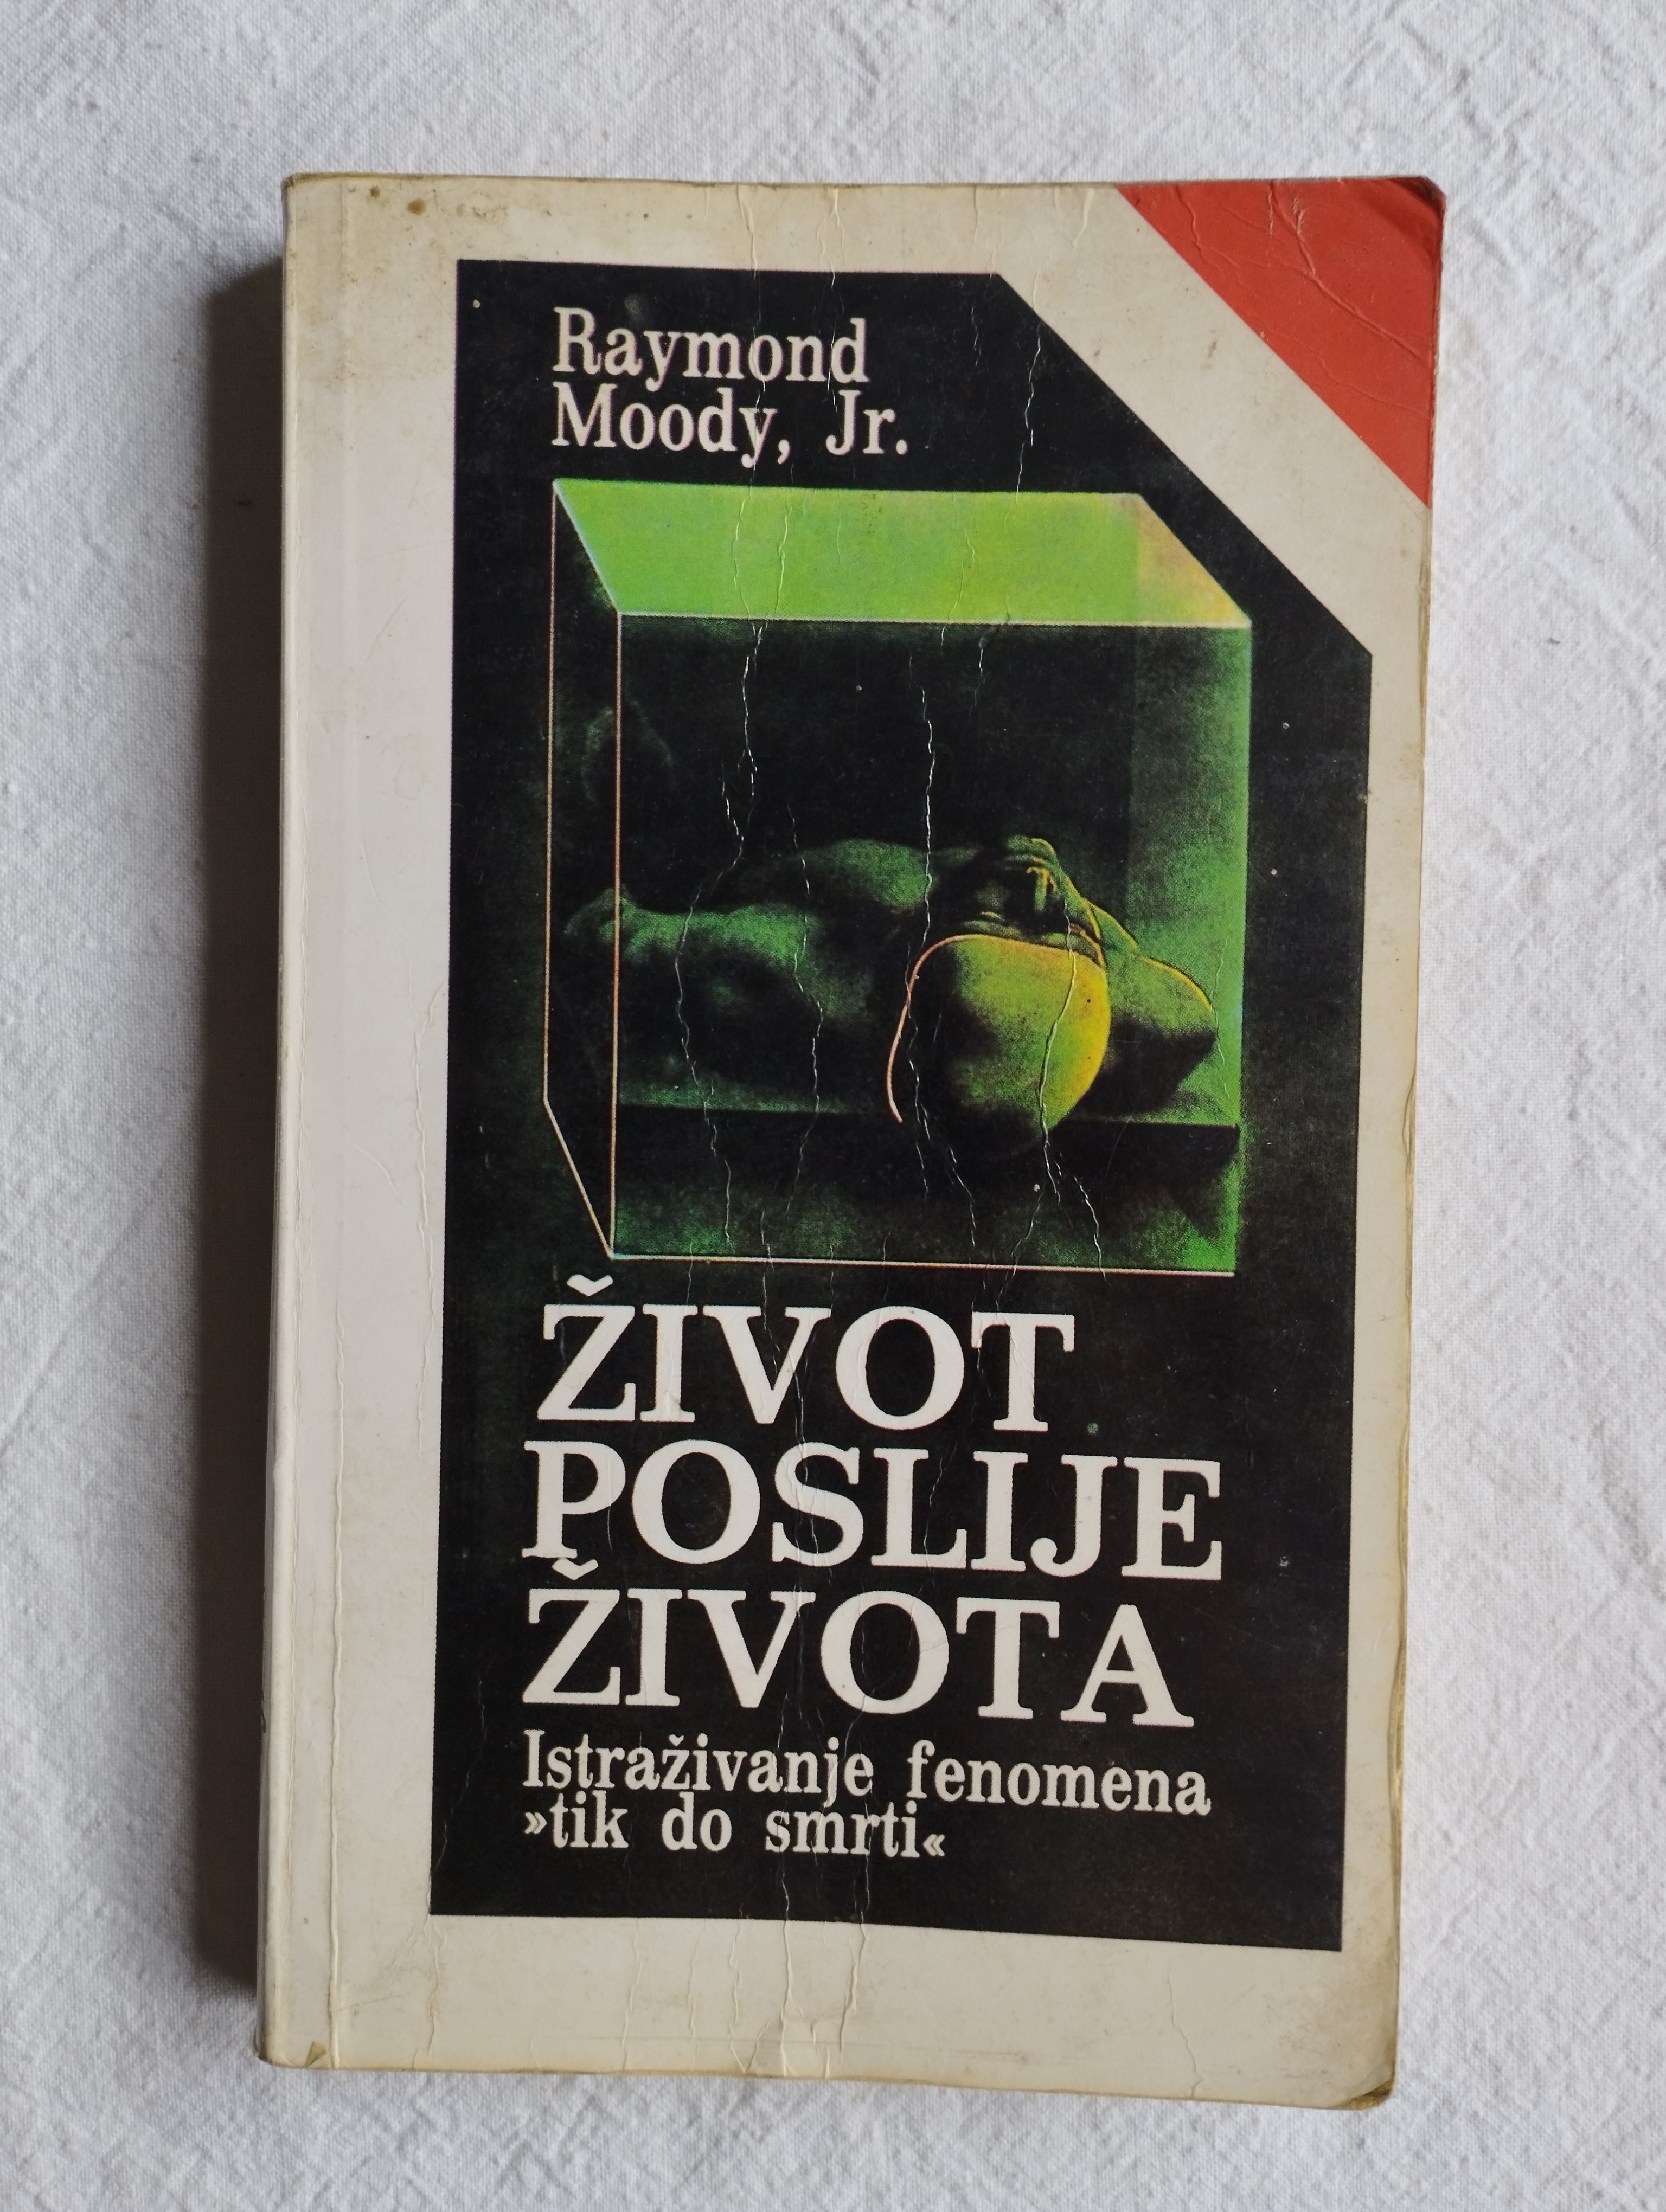 Raymond
Moody, Jr.
ŽIVOT
POSLIJE
ŽIVOTA
Istraživanje fenomena
»tik do smrti«